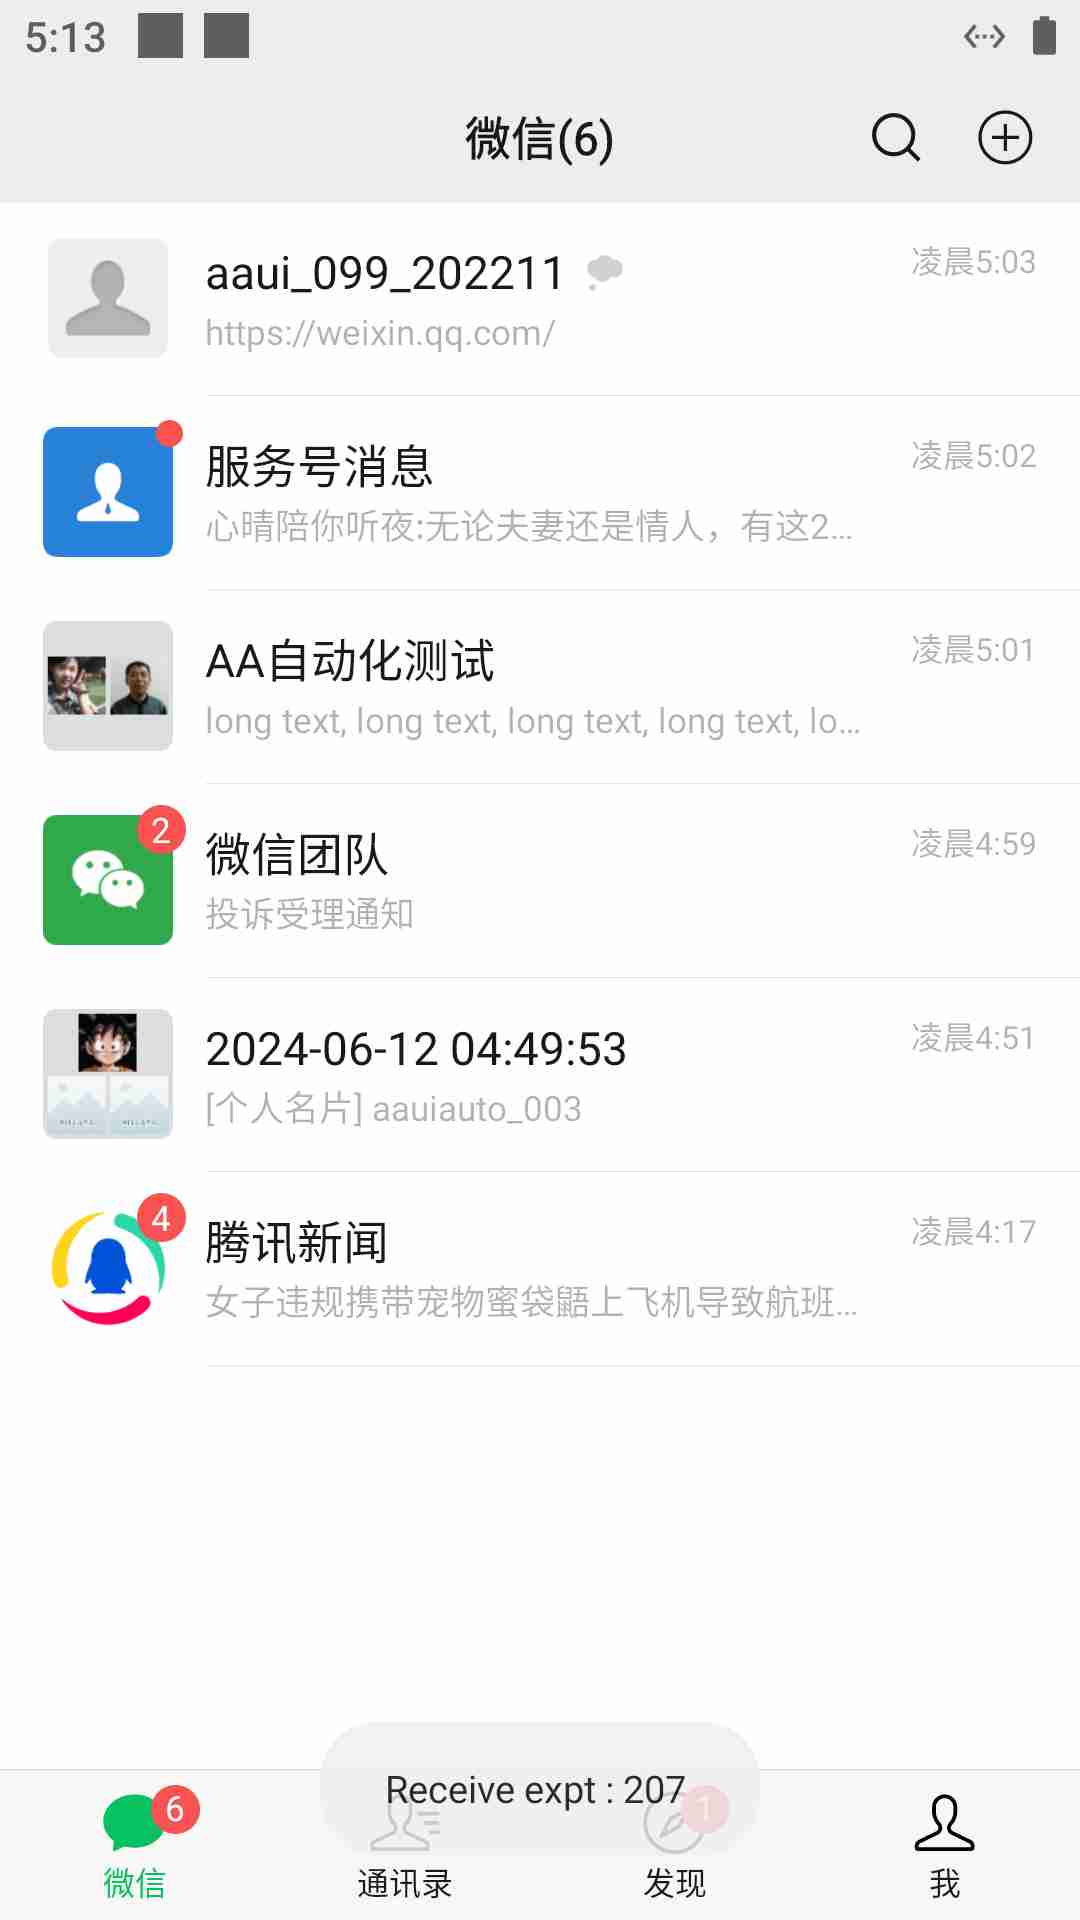 5:13
微信(6)
aaui_099_202211
凌晨5:03
https://weixin.qq.com/
服务号消息
凌晨5:02
心晴陪你听夜:无论夫妻还是情人，有这2...
AA自动化测试
凌晨5:01
long text, long text, long text, long text, lo...
2
微信团队
凌晨4:59
投诉受理通知
2024-06-12 04:49:53
凌晨4:51
[个人名片] aauiauto_003
4
腾讯新闻
凌晨4:17
女子违规携带宠物蜜袋鼯上飞机导致航班...
Receive expt : 207
6
1
微信
通讯录
发现
我